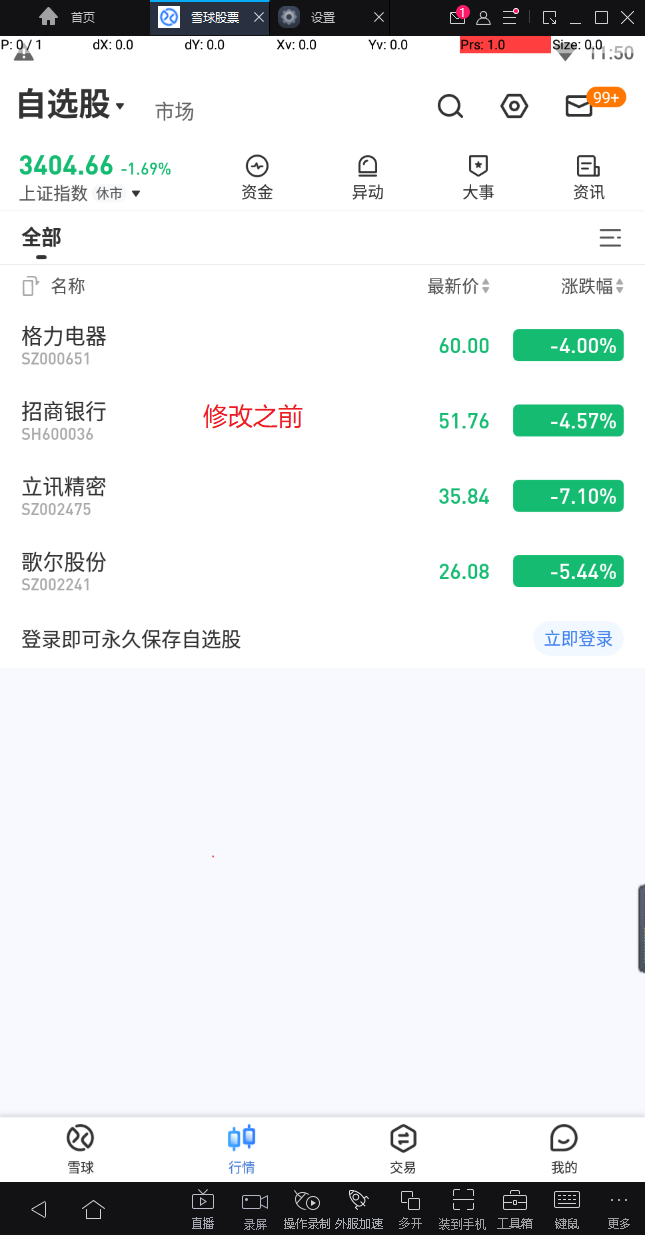 首页 雪球股票 设置 1
P: 0 / 1 dX: 0.0 dY: 0.0 Xv: 0.0 Yv: 0.0 Prs: 1.0 Size: 0.0
11:50
自选股 市场 99+
3404.66 -1.69%
上证指数 休市 资金 异动 大事 资讯
全部
名称 最新价 涨跌幅
格力电器 60.00 -4.00%
SZ000651
招商银行 修改之前 51.76 -4.57%
SH600036
立讯精密 35.84 -7.10%
SZ002475
歌尔股份 26.08 -5.44%
SZ002241
登录即可永久保存自选股 立即登录
雪球 行情 交易 我的
直播 录屏 操作录制 外服加速 多开 装到手机 工具箱 键鼠 更多